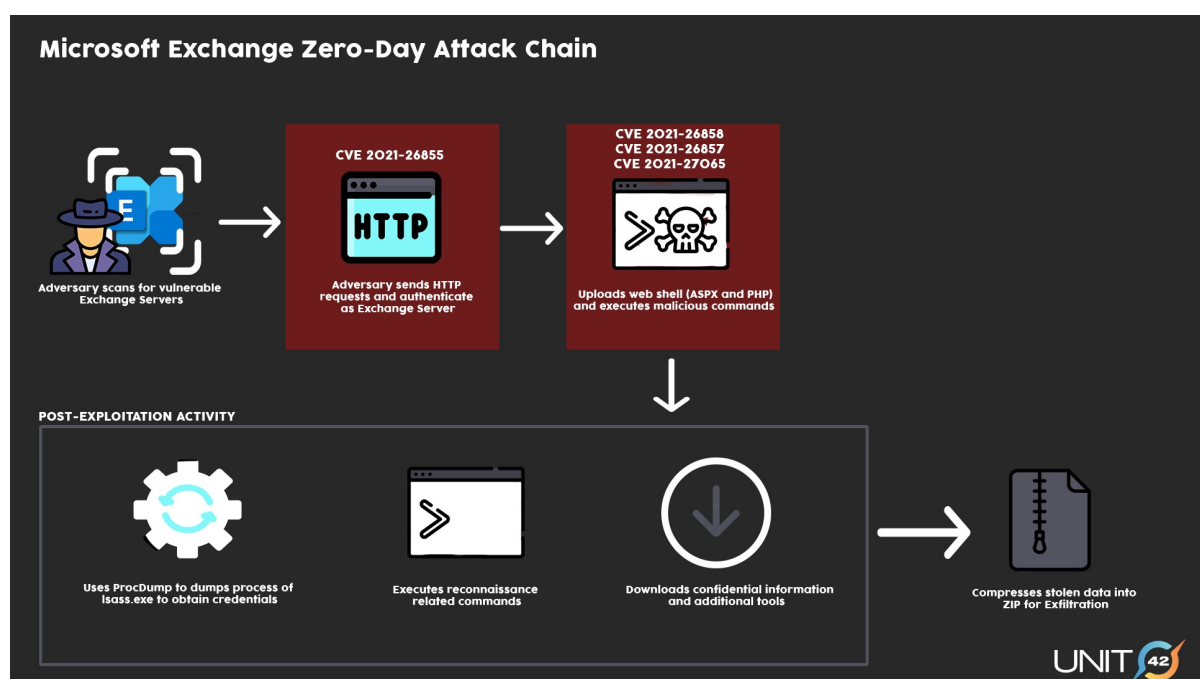 Microsoft Exchange Zero-Day Attack Chain
E
Adversary scans for vulnerable
Exchange Servers
CVE 2021-26855
HTTP
Adversary sends HTTP
requests and authenticate
as Exchange Server
CVE 2021-26858
CVE 2021-26857
CVE 2021-27065
Uploads web shell (ASPX and PHP)
and executes malicious commands
POST-EXPLOITATION ACTIVITY
Uses ProcDump to dumps process of
lsass.exe to obtain credentials
Executes reconnaissance
related commands
Downloads confidential information
and additional tools
Compresses stolen data into
ZIP for Exfiltration
UNIT 42